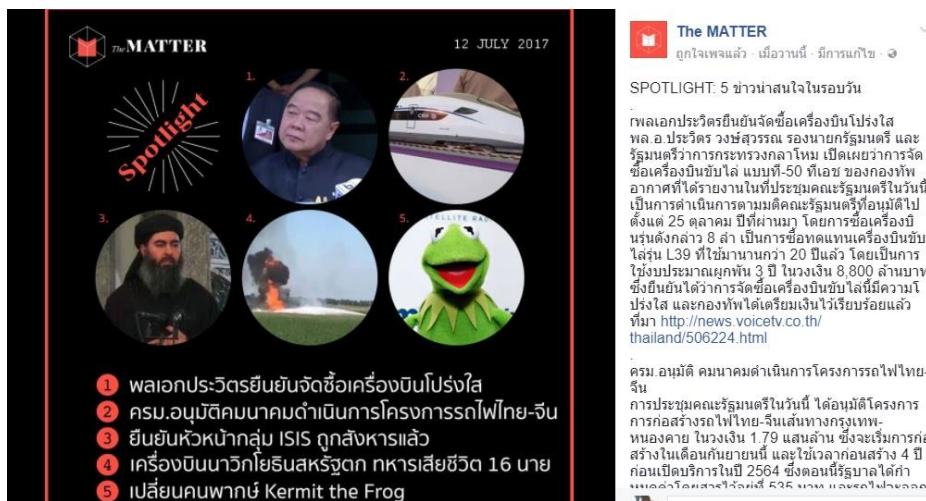 The MATTER
12 JULY 2017
Spotlight
1.
2.
3.
4.
5.
1 พลเอกประวิตรยืนยันจัดซื้อเครื่องบินโปร่งใส
2 ครม.อนุมัติคมนาคมดำเนินการโครงการรถไฟไทย-จีน
3 ยืนยันหัวหน้ากลุ่ม ISIS ถูกสังหารแล้ว
4 เครื่องบินนาวิกโยธินสหรัฐตก ทหารเสียชีวิต 16 นาย
5 เปลี่ยนคนพากษ์ Kermit the Frog
The MATTER
ถูกใจเพจแล้ว · เมื่อวานนี้ · มีการแก้ไข ·
SPOTLIGHT: 5 ข่าวน่าสนใจในรอบวัน
.
พลเอกประวิตรยืนยันจัดซื้อเครื่องบินโปร่งใส
พล.อ.ประวิตร วงษ์สุวรรณ รองนายกรัฐมนตรี และ
รัฐมนตรีว่าการกระทรวงกลาโหม เปิดเผยว่าการจัด
ซื้อเครื่องบินขับไล่ แบบที-50 ทีเอช ของกองทัพ
อากาศที่ได้รายงานในที่ประชุมคณะรัฐมนตรีในวันนี้
เป็นการดำเนินการตามมติคณะรัฐมนตรีที่อนุมัติไป
ตั้งแต่ 25 ตุลาคม ปีที่ผ่านมา โดยการซื้อเครื่องบิ
นรุ่นดังกล่าว 8 ลำ เป็นการซื้อทดแทนเครื่องบินขับ
ไล่รุ่น L39 ที่ใช้มานานกว่า 20 ปีแล้ว โดยเป็นการ
ใช้งบประมาณผูกพัน 3 ปี ในวงเงิน 8,800 ล้านบาท
ซึ่งยืนยันได้ว่าการจัดซื้อเครื่องบินขับไล่นี้มีความโ
ปร่งใส และกองทัพได้เตรียมเงินไว้เรียบร้อยแล้ว
ที่มา http://news.voicetv.co.th/
thailand/506224.html
.
ครม.อนุมัติ คมนาคมดำเนินการโครงการรถไฟไทย-
จีน
การประชุมคณะรัฐมนตรีในวันนี้ ได้อนุมัติโครงการ
การก่อสร้างรถไฟไทย-จีนเส้นทางกรุงเทพ-
หนองคาย ในวงเงิน 1.79 แสนล้าน ซึ่งจะเริ่มการก่อ
สร้างในเดือนกันยายนนี้ และใช้เวลาก่อนสร้าง 4 ปี
ก่อนเปิดบริการในปี 2564 ซึ่งตอนนี้รัฐบาลได้กำ
หนดค่าโดยสารไว้อยู่ที่ 535 บาท